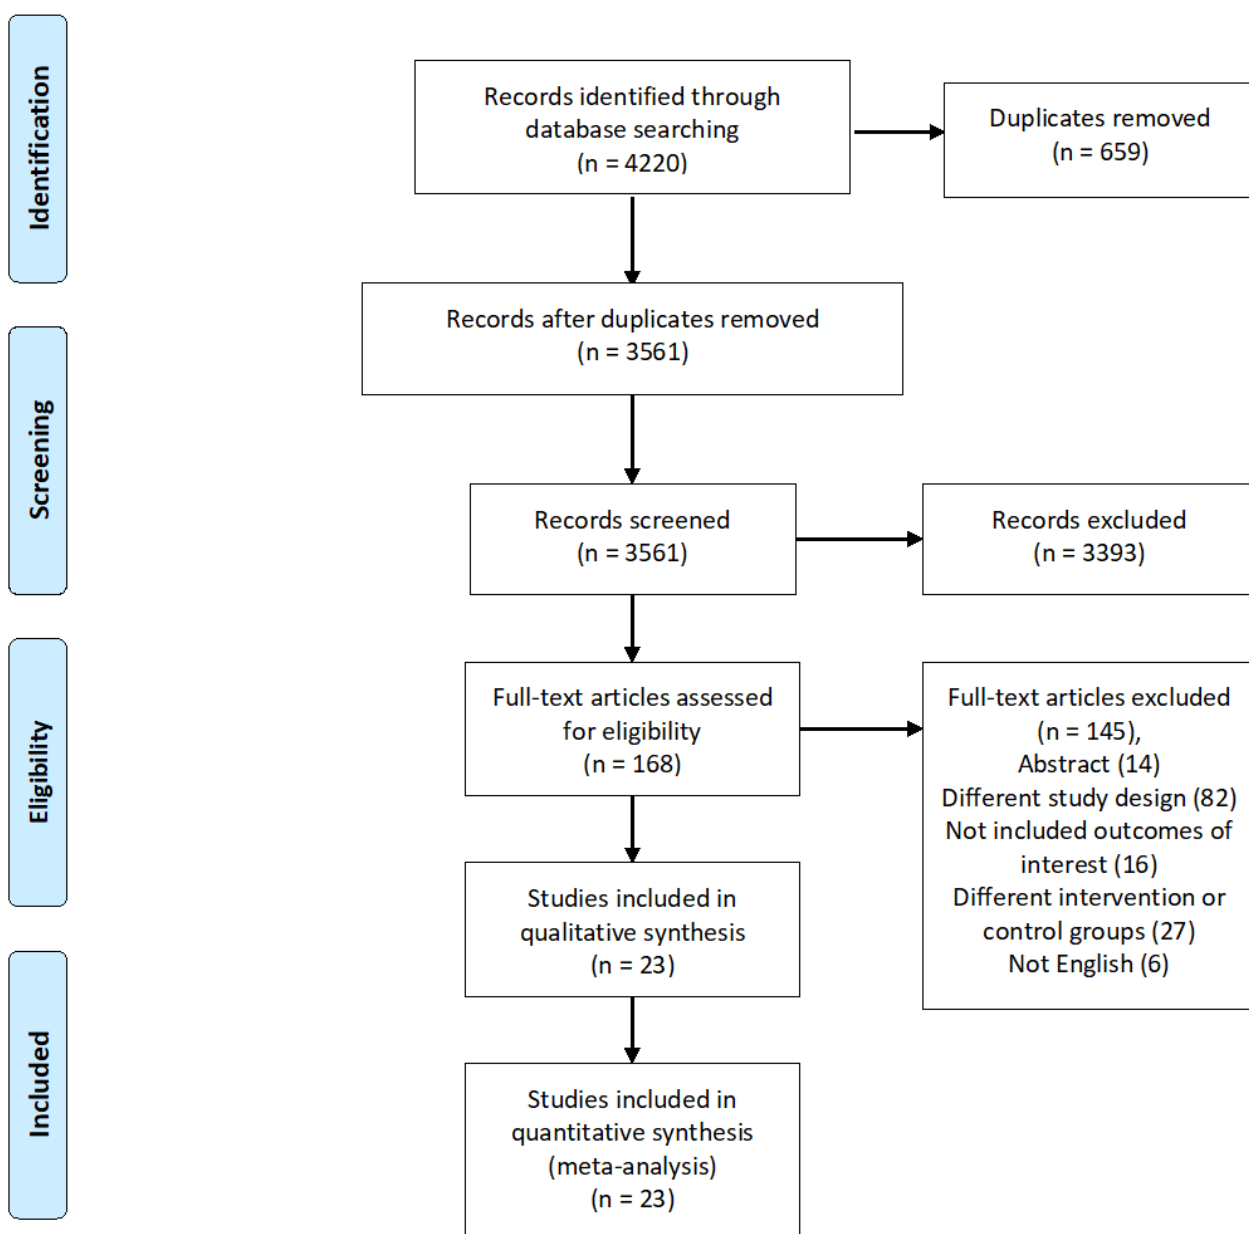 Identification
Records identified through
database searching
(n = 4220)
Duplicates removed
(n = 659)
Records after duplicates removed
(n = 3561)
Screening
Records screened
(n = 3561)
Records excluded
(n = 3393)
Eligibility
Full-text articles assessed
for eligibility
(n = 168)
Full-text articles excluded
(n = 145),
Abstract (14)
Different study design (82)
Not included outcomes of
interest (16)
Different intervention or
control groups (27)
Not English (6)
Studies included in
qualitative synthesis
(n = 23)
Included
Studies included in
quantitative synthesis
(meta-analysis)
(n = 23)